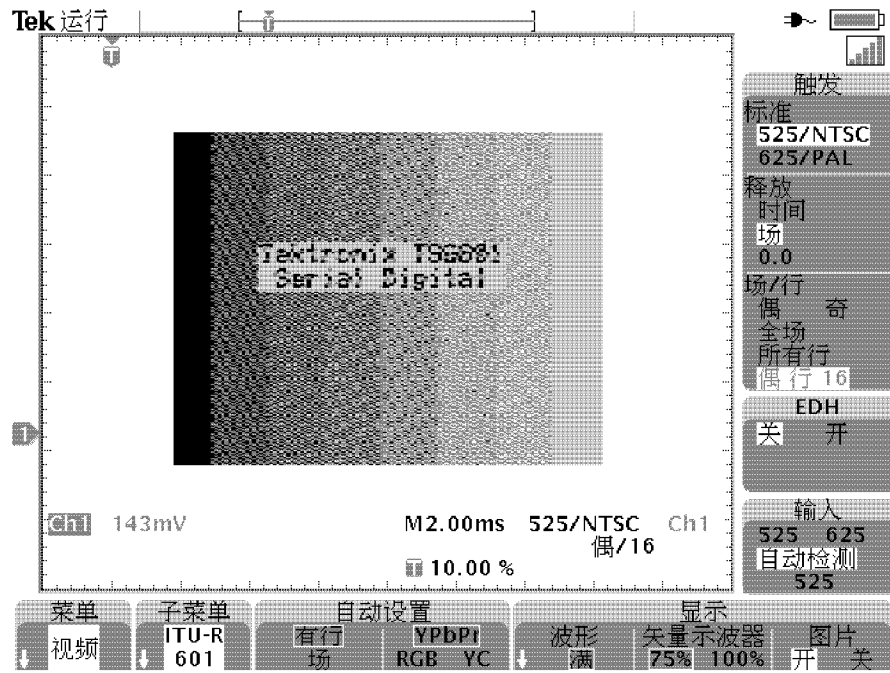 Tek 运行
触发
标准
525/NTSC
625/PAL
释放
时间
场
0.0
场/行
偶 奇
全场
所有行
偶 行 16
EDH
关 开
输入
525 625
自动检测
525
Tektronix TSG601
Serial Digital
1
Ch1 143mV M2.00ms 525/NTSC Ch1
偶/16
T 10.00 %
菜单 子菜单 自动设置 显示
视频 ITU-R 有行 YPbPr 波形 矢量示波器 图片
601 场 RGB YC 满 75% 100% 开 关